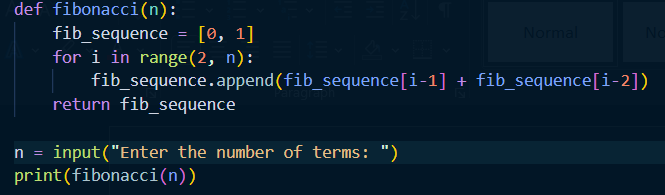 def fibonacci(n):
    fib_sequence = [0, 1]
    for i in range(2, n):
        fib_sequence.append(fib_sequence[i-1] + fib_sequence[i-2])
    return fib_sequence

n = input("Enter the number of terms: ")
print(fibonacci(n))
Normal